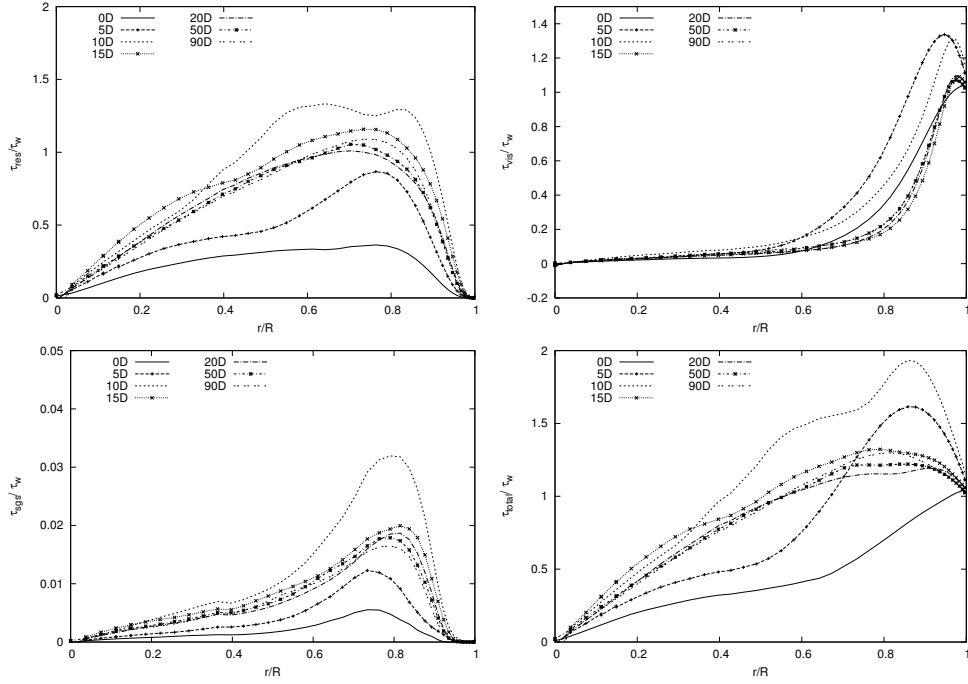 2
1.5
1
0.5
0
0 0.2 0.4 0.6 0.8 1
τres/τw
r/R
0D
5D
10D
15D
20D
50D
90D
1.4
1.2
1
0.8
0.6
0.4
0.2
0
-0.2
0 0.2 0.4 0.6 0.8 1
τvis/ τw
r/R
0D
5D
10D
15D
20D
50D
90D
0.05
0.04
0.03
0.02
0.01
0
0 0.2 0.4 0.6 0.8 1
τsgs/ τw
r/R
0D
5D
10D
15D
20D
50D
90D
2
1.5
1
0.5
0
0 0.2 0.4 0.6 0.8 1
τtotal/ τw
r/R
0D
5D
10D
15D
20D
50D
90D